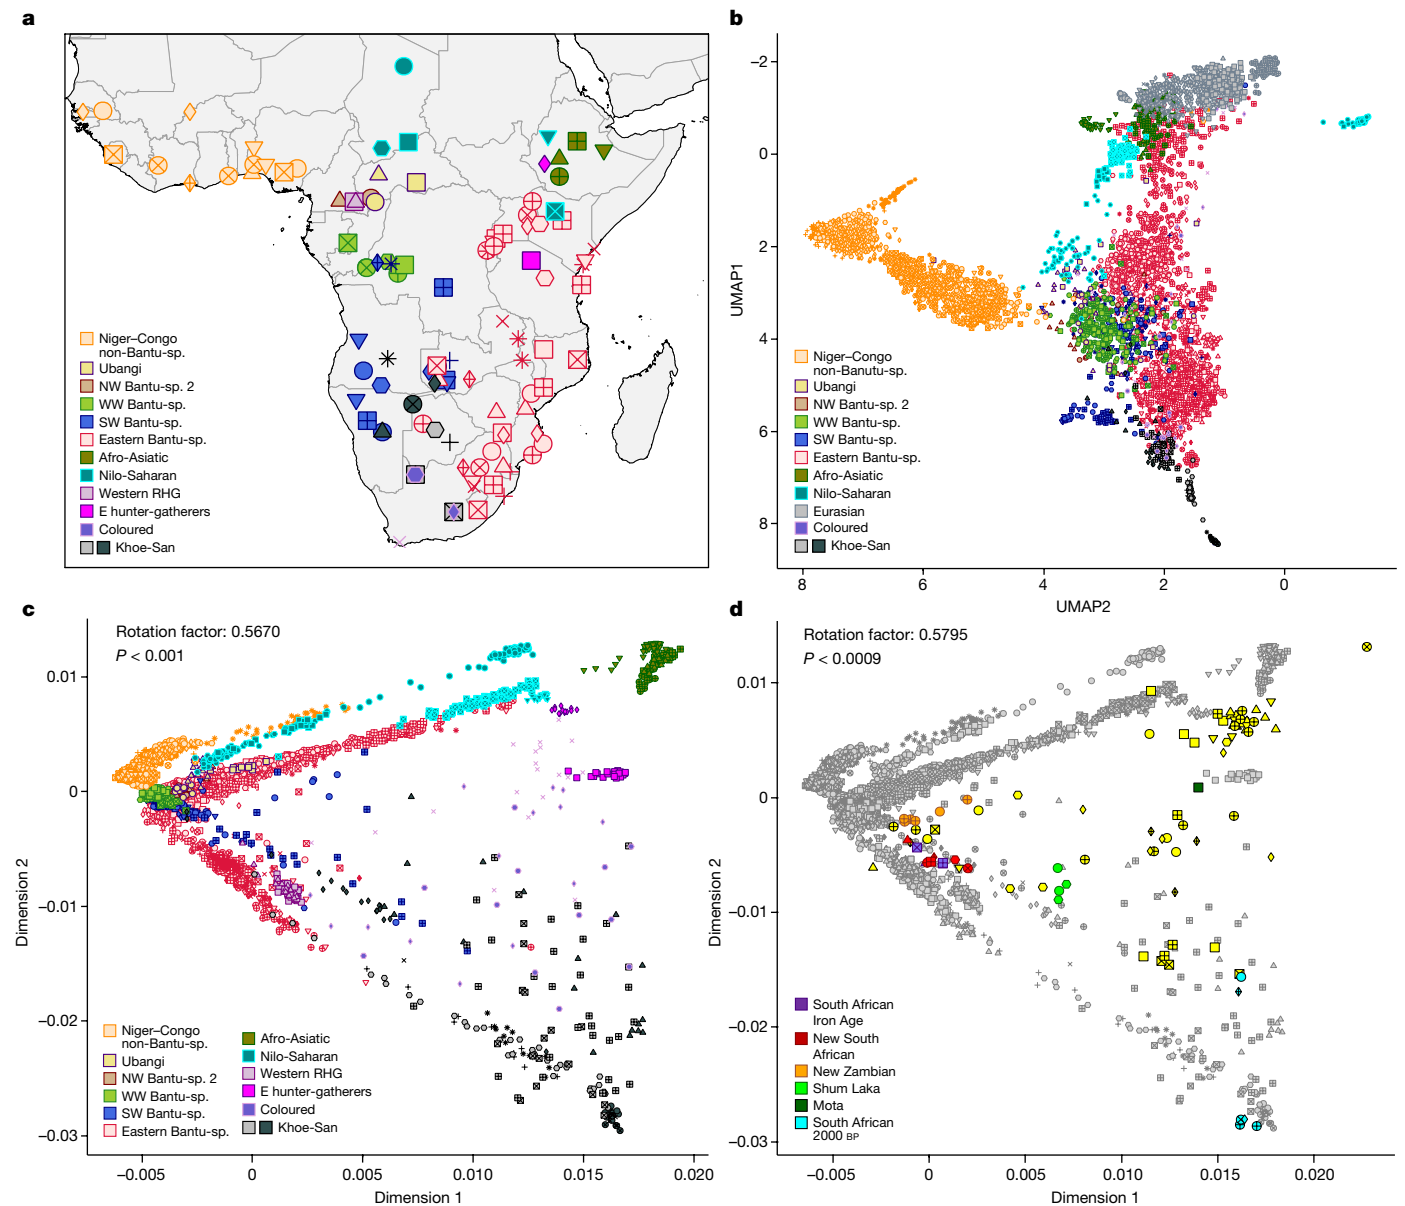 a
Niger–Congo
non-Bantu-sp.
Ubangi
NW Bantu-sp. 2
WW Bantu-sp.
SW Bantu-sp.
Eastern Bantu-sp.
Afro-Asiatic
Nilo-Saharan
Western RHG
E hunter-gatherers
Coloured
Khoe-San
b
−2
0
2
4
6
8
UMAP1
8
6
4
2
0
UMAP2
Niger–Congo
non-Banutu-sp.
Ubangi
NW Bantu-sp. 2
WW Bantu-sp.
SW Bantu-sp.
Eastern Bantu-sp.
Afro-Asiatic
Nilo-Saharan
Eurasian
Coloured
Khoe-San
c
Rotation factor: 0.5670
P < 0.001
0.01
0
−0.01
−0.02
−0.03
Dimension 2
−0.005
0
0.005
0.010
0.015
0.020
Dimension 1
Niger–Congo
non-Bantu-sp.
Ubangi
NW Bantu-sp. 2
WW Bantu-sp.
SW Bantu-sp.
Eastern Bantu-sp.
Afro-Asiatic
Nilo-Saharan
Western RHG
E hunter-gatherers
Coloured
Khoe-San
d
Rotation factor: 0.5795
P < 0.0009
0.01
0
−0.01
−0.02
−0.03
Dimension 2
−0.005
0
0.005
0.010
0.015
0.020
Dimension 1
South African
Iron Age
New South
African
New Zambian
Shum Laka
Mota
South African
2000 BP